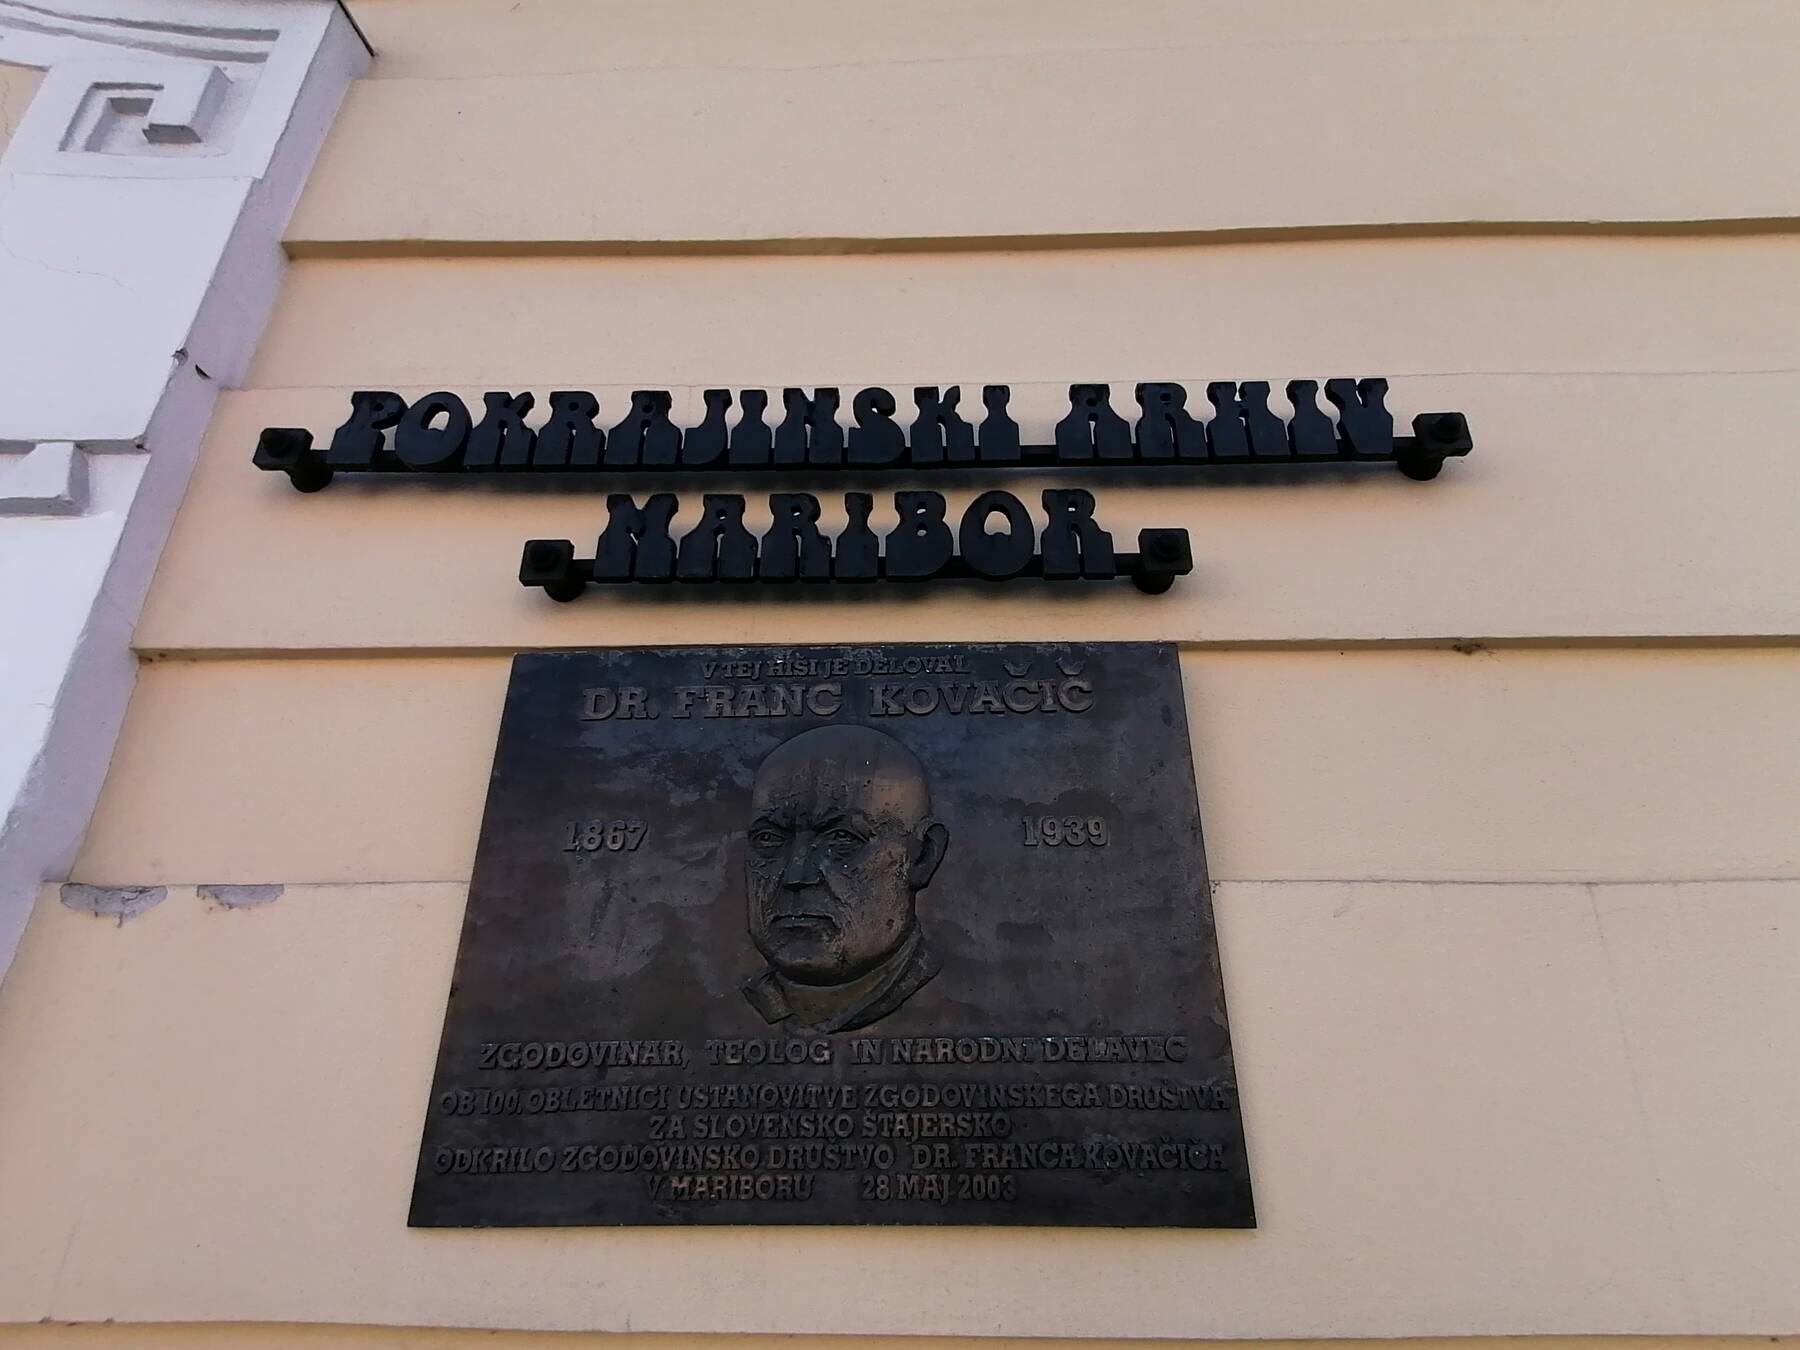 POKRAJINSKI ARHIV
MARIBOR
V TEJ HIŠI JE DELOVAL
DR. FRANC KOVAČIČ
1867 1939
ZGODOVINAR, TEOLOG IN NARODNI DELAVEC
OB 100. OBLETNICI USTANOVITVE ZGODOVINSKEGA DRUŠTVA
ZA SLOVENSKO ŠTAJERSKO
ODKRILO ZGODOVINSKO DRUŠTVO DR. FRANCA KOVAČIČA
V MARIBORU 28. MAJ 2003